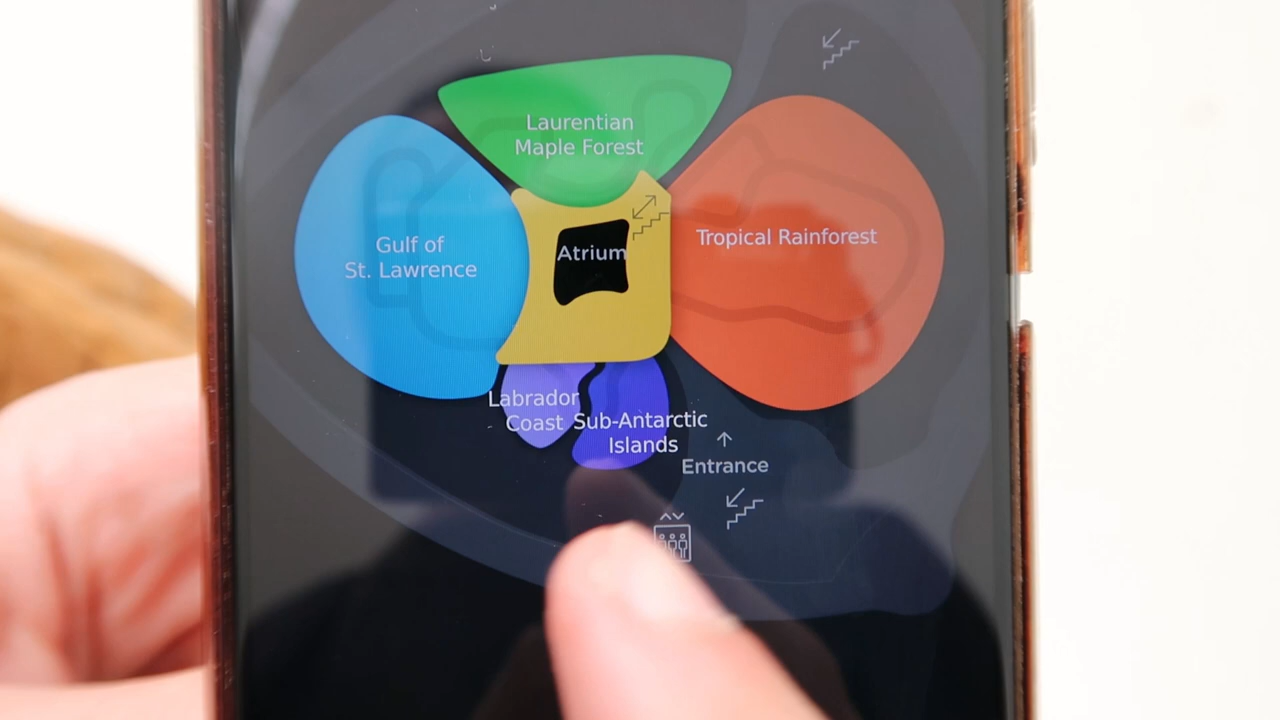 Laurentian
Maple Forest
Gulf of
St. Lawrence
Atrium
Tropical Rainforest
Labrador
Coast
Sub-Antarctic
Islands
Entrance